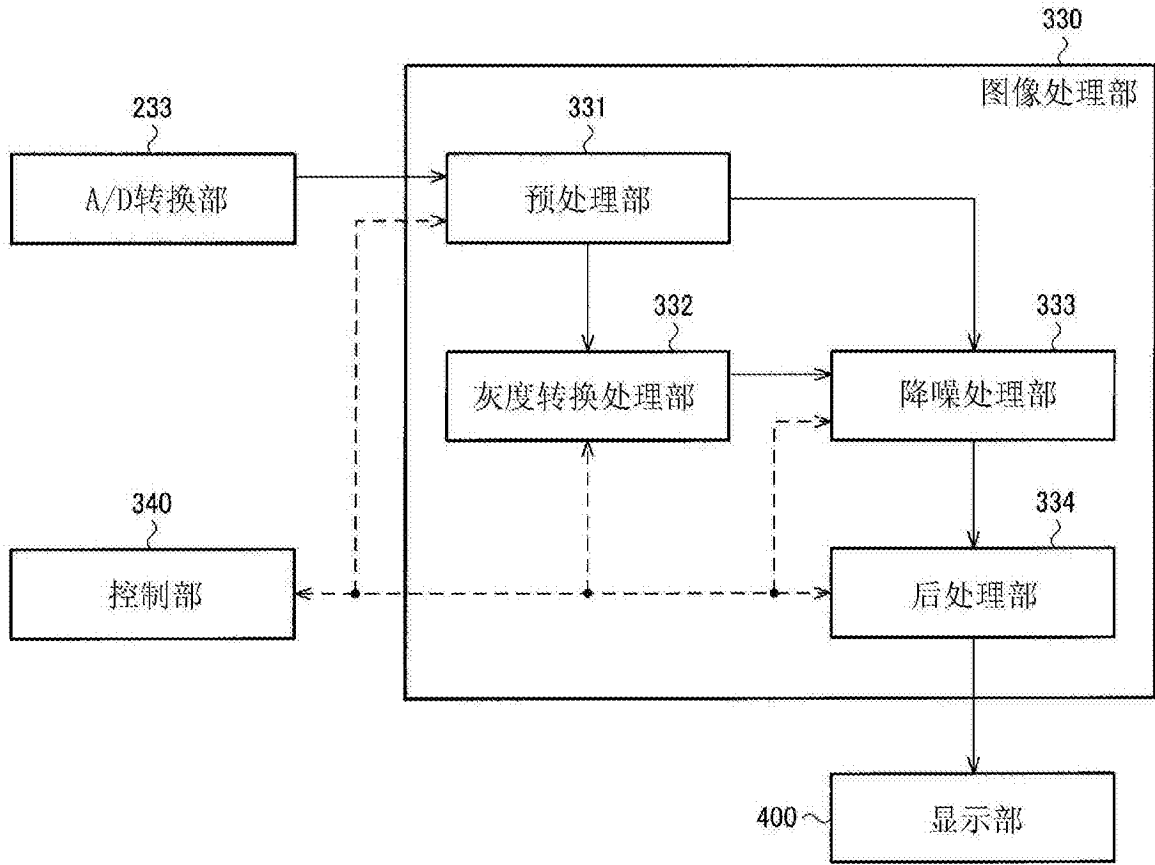 330
图像处理部
233
331
A/D转换部
预处理部
332
333
灰度转换处理部
降噪处理部
340
334
控制部
后处理部
400
显示部